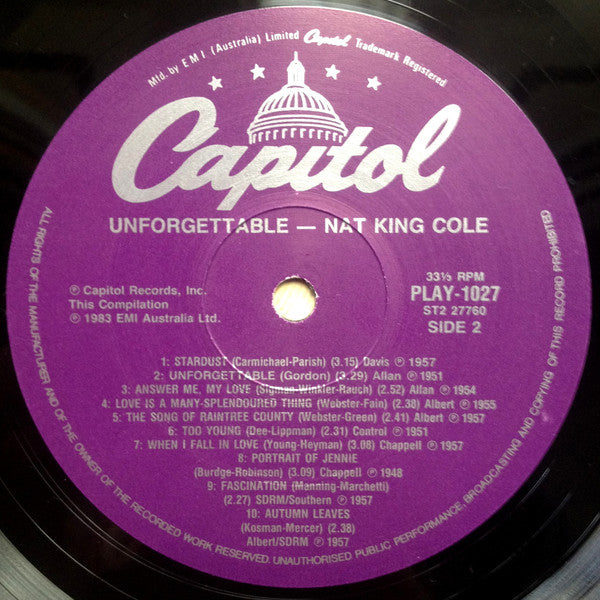 Mfd. by E M I (Australia) Limited Capitol Trademark Registered
Capitol
UNFORGETTABLE — NAT KING COLE
℗ Capitol Records, Inc.
This Compilation
℗ 1983 EMI Australia Ltd.
33⅓ RPM
PLAY-1027
ST2 27760
SIDE 2
1: STARDUST (Carmichael-Parish) (3.15) Davis ℗ 1957
2: UNFORGETTABLE (Gordon) (3.29) Allan ℗ 1951
3: ANSWER ME, MY LOVE (Sigman-Winkler-Rauch) (2.52) Allan ℗ 1954
4: LOVE IS A MANY-SPLENDOURED THING (Webster-Fain) (2.38) Albert ℗ 1955
5: THE SONG OF RAINTREE COUNTY (Webster-Green) (2.41) Albert ℗ 1957
6: TOO YOUNG (Dee-Lippman) (2.31) Control ℗ 1951
7: WHEN I FALL IN LOVE (Young-Heyman) (3.08) Chappell ℗ 1957
8: PORTRAIT OF JENNIE
(Burdge-Robinson) (3.09) Chappell ℗ 1948
9: FASCINATION (Manning-Marchetti)
(2.27) SDRM/Southern ℗ 1957
10: AUTUMN LEAVES
(Kosman-Mercer) (2.38)
Albert/SDRM ℗ 1957
ALL RIGHTS OF THE MANUFACTURER AND OF THE OWNER OF THE RECORDED WORK RESERVED. UNAUTHORISED PUBLIC PERFORMANCE, BROADCASTING AND COPYING OF THIS RECORD PROHIBITED